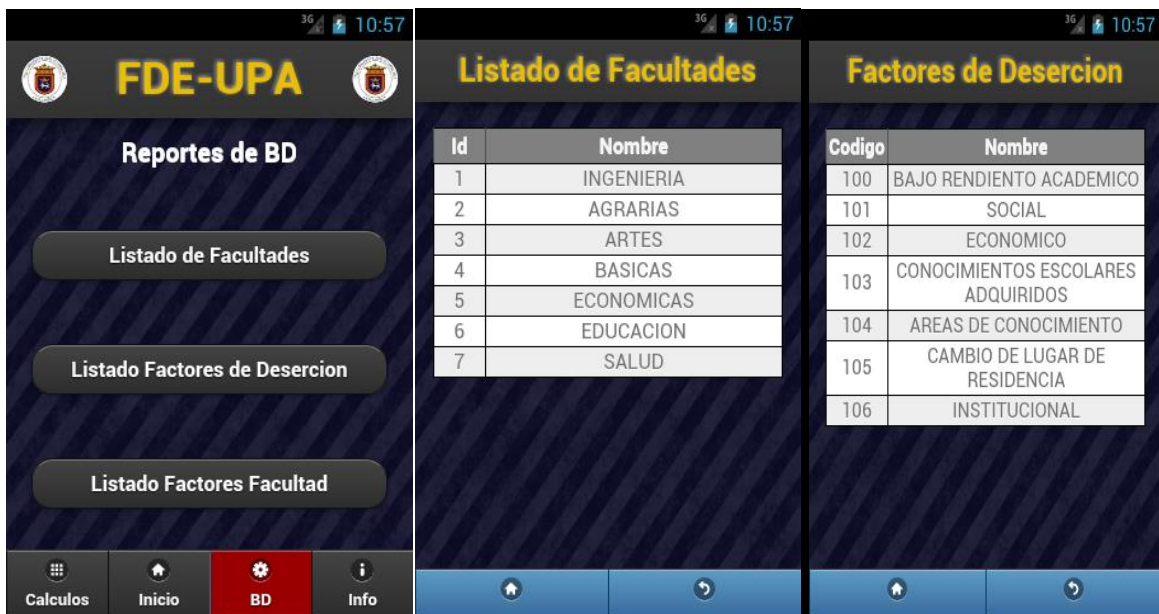 3G 10:57
FDE-UPA
Reportes de BD
Listado de Facultades
Listado Factores de Desercion
Listado Factores Facultad
Calculos Inicio BD Info
3G 10:57
Listado de Facultades
Id Nombre
1 INGENIERIA
2 AGRARIAS
3 ARTES
4 BASICAS
5 ECONOMICAS
6 EDUCACION
7 SALUD
3G 10:57
Factores de Desercion
Codigo Nombre
100 BAJO RENDIENTO ACADEMICO
101 SOCIAL
102 ECONOMICO
103 CONOCIMIENTOS ESCOLARES
ADQUIRIDOS
104 AREAS DE CONOCIMIENTO
105 CAMBIO DE LUGAR DE
RESIDENCIA
106 INSTITUCIONAL